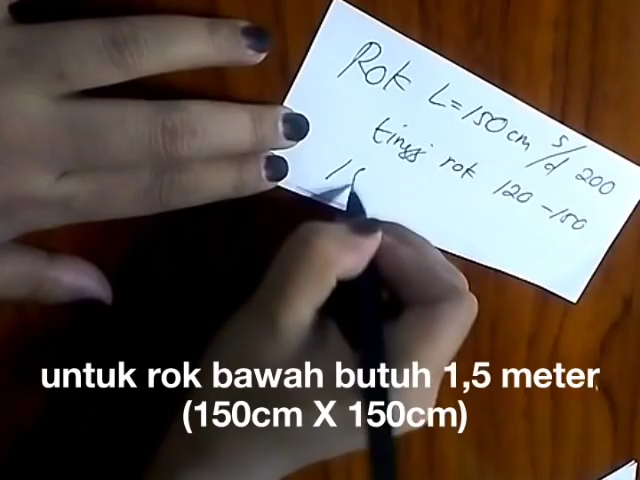 Rok L=150cm s/d 200
tinggi rok 120-150
untuk rok bawah butuh 1,5 meter
(150cm X 150cm)